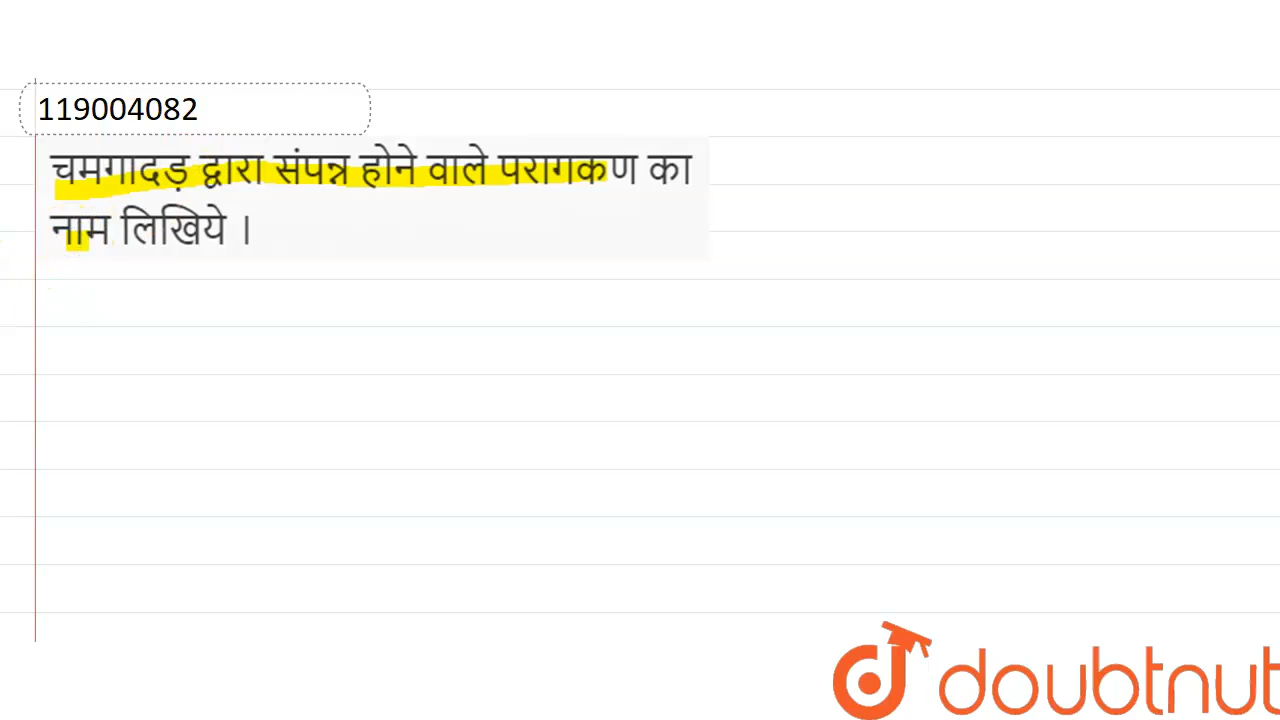 119004082
चमगादड़ द्वारा संपन्न होने वाले परागकण का
नाम लिखिये ।
doubtnut